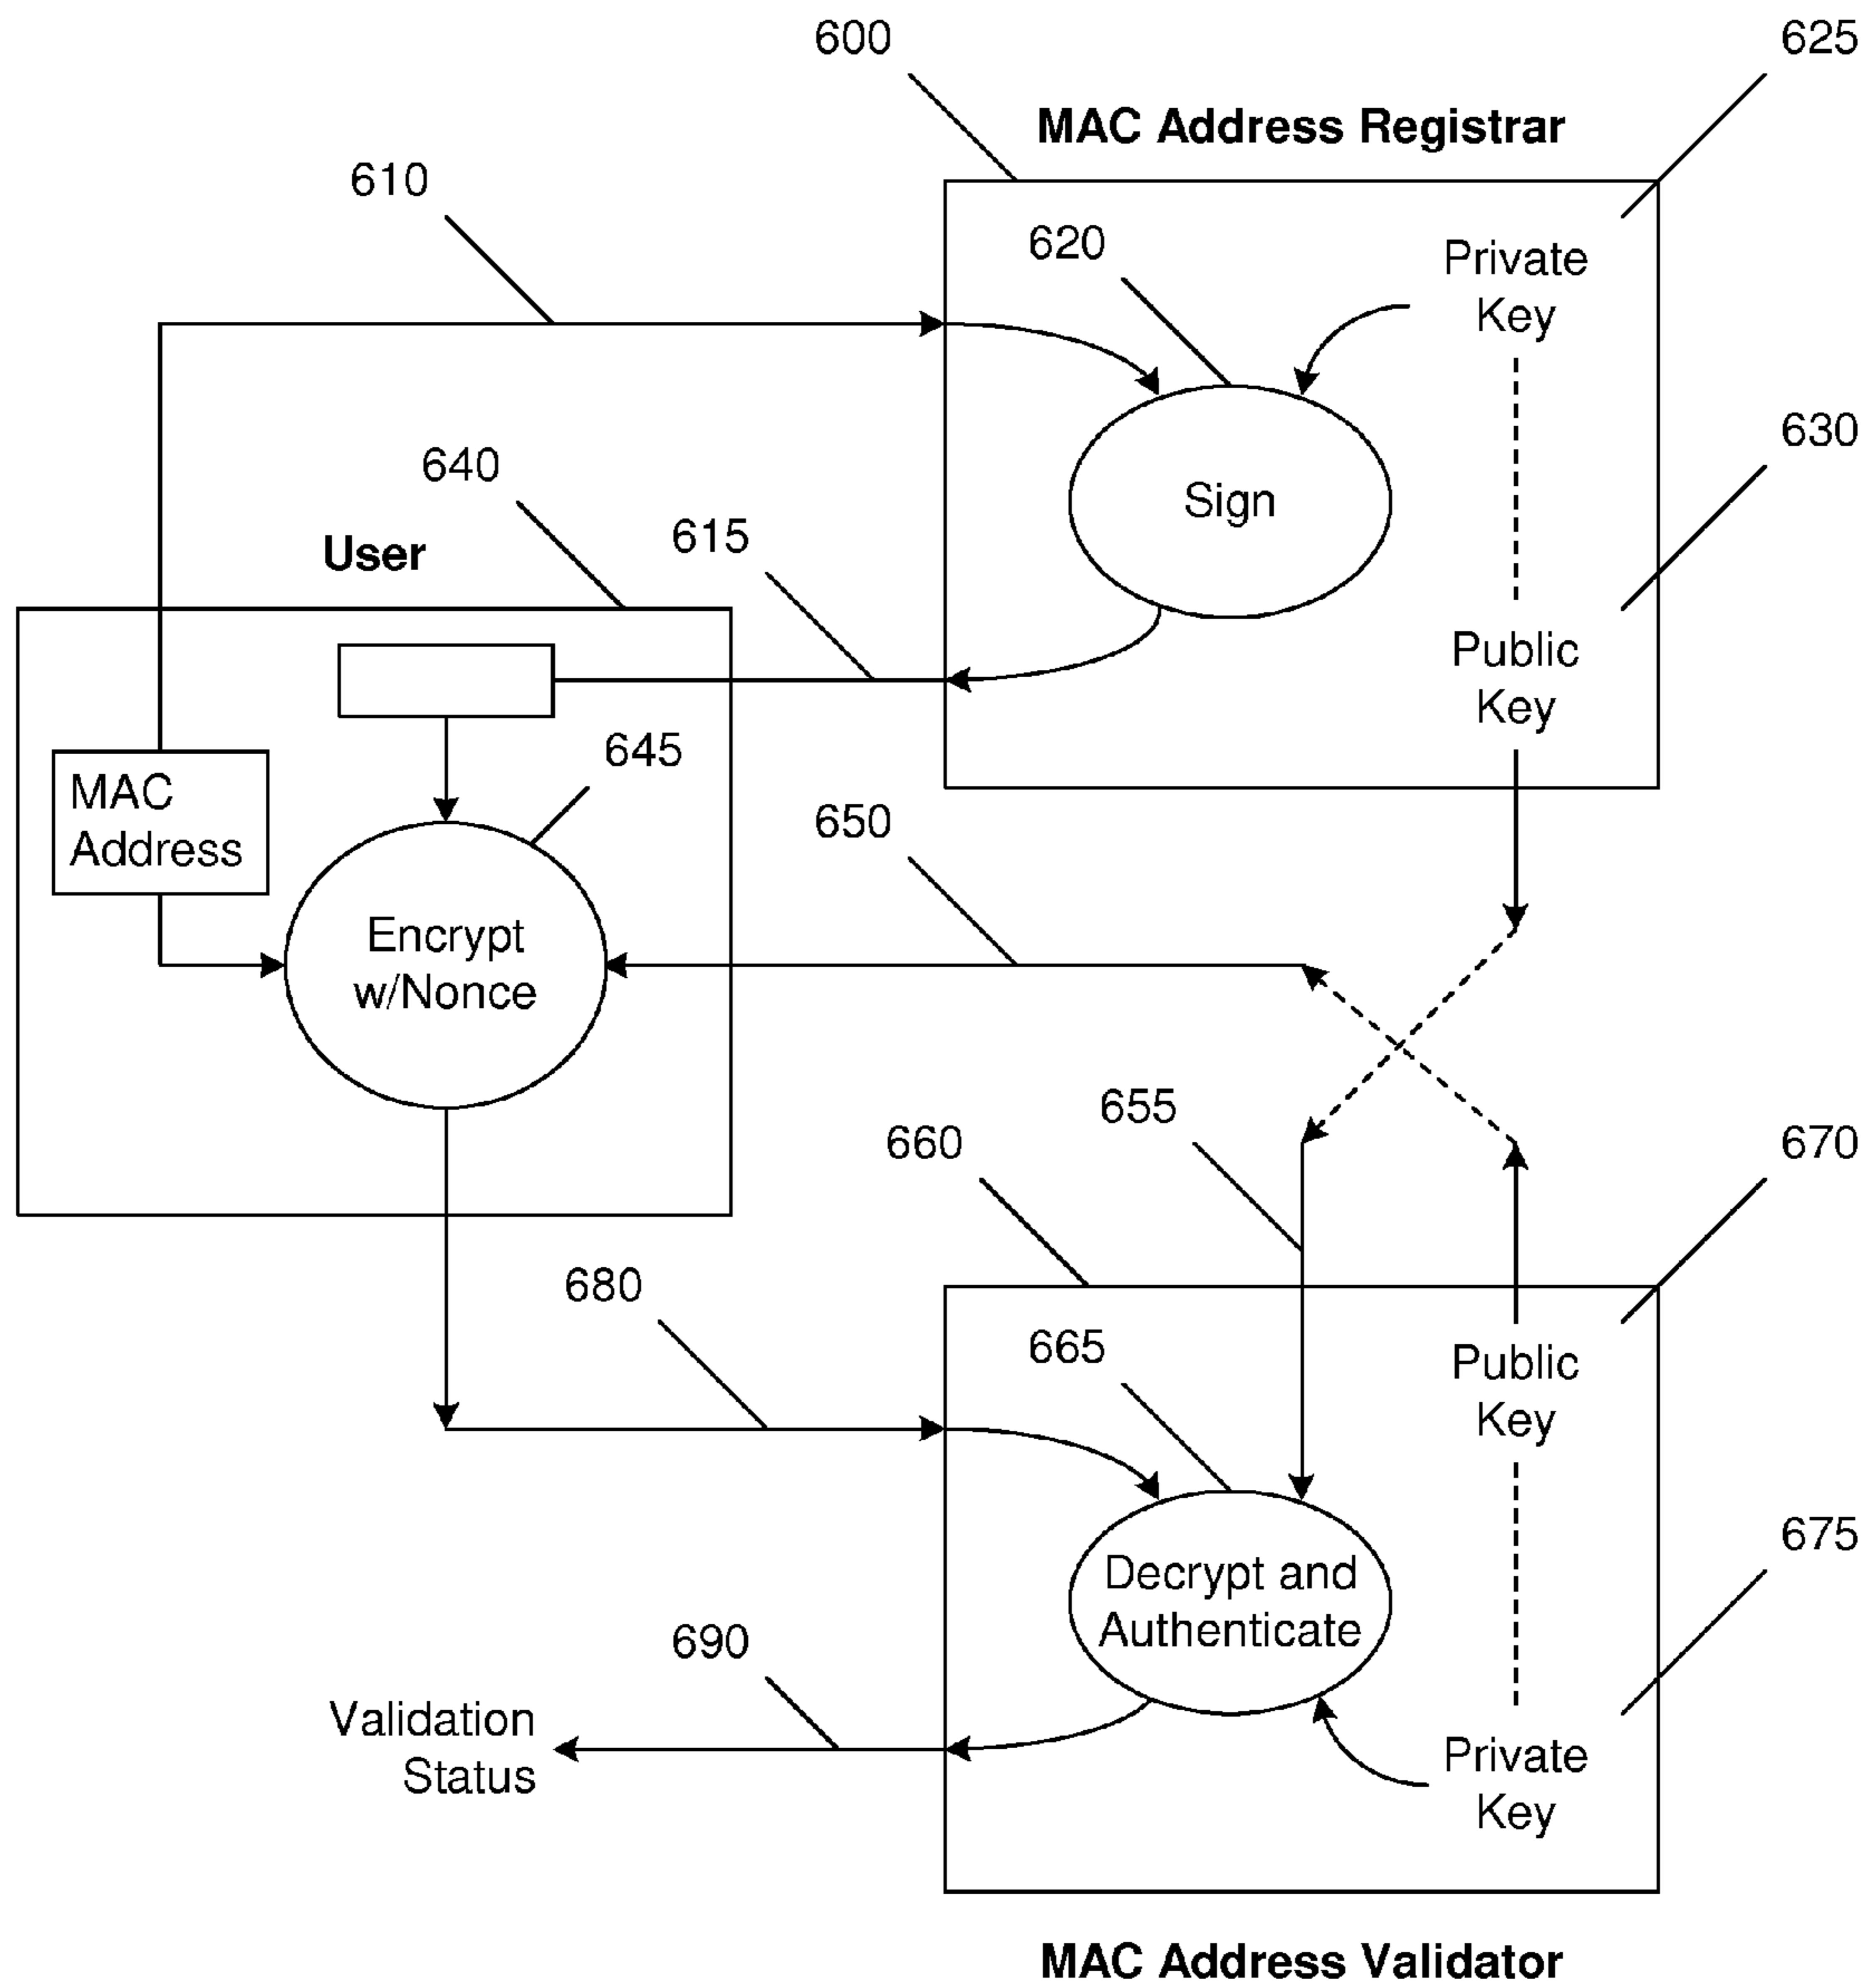 600
625
MAC Address Registrar
610
620
Private
Key
630
640
Sign
615
User
Public
Key
645
MAC
Address
650
Encrypt
w/Nonce
655
660
670
680
665
Public
Key
675
Decrypt and
Authenticate
690
Validation
Status
Private
Key
MAC Address Validator